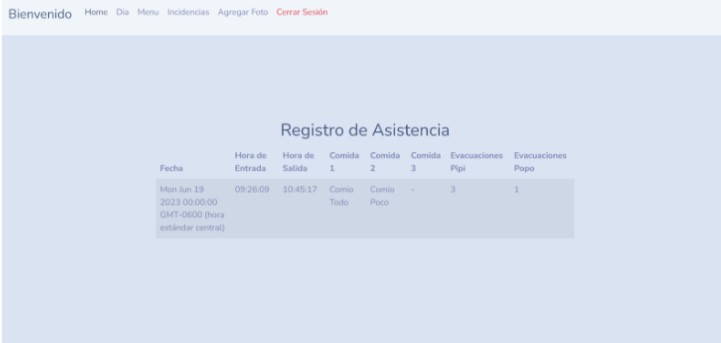 Bienvenido Home Dia Menu Incidencias Agregar Foto Cerrar Sesión
Registro de Asistencia
Fecha Hora de Entrada Hora de Salida Comida 1 Comida 2 Comida 3 Evacuaciones Pipi Evacuaciones Popo
Mon Jun 19 2023 00:00:00 GMT-0600 (hora estándar central) 09:26:09 10:45:17 Comio Todo Comio Poco - 3 1